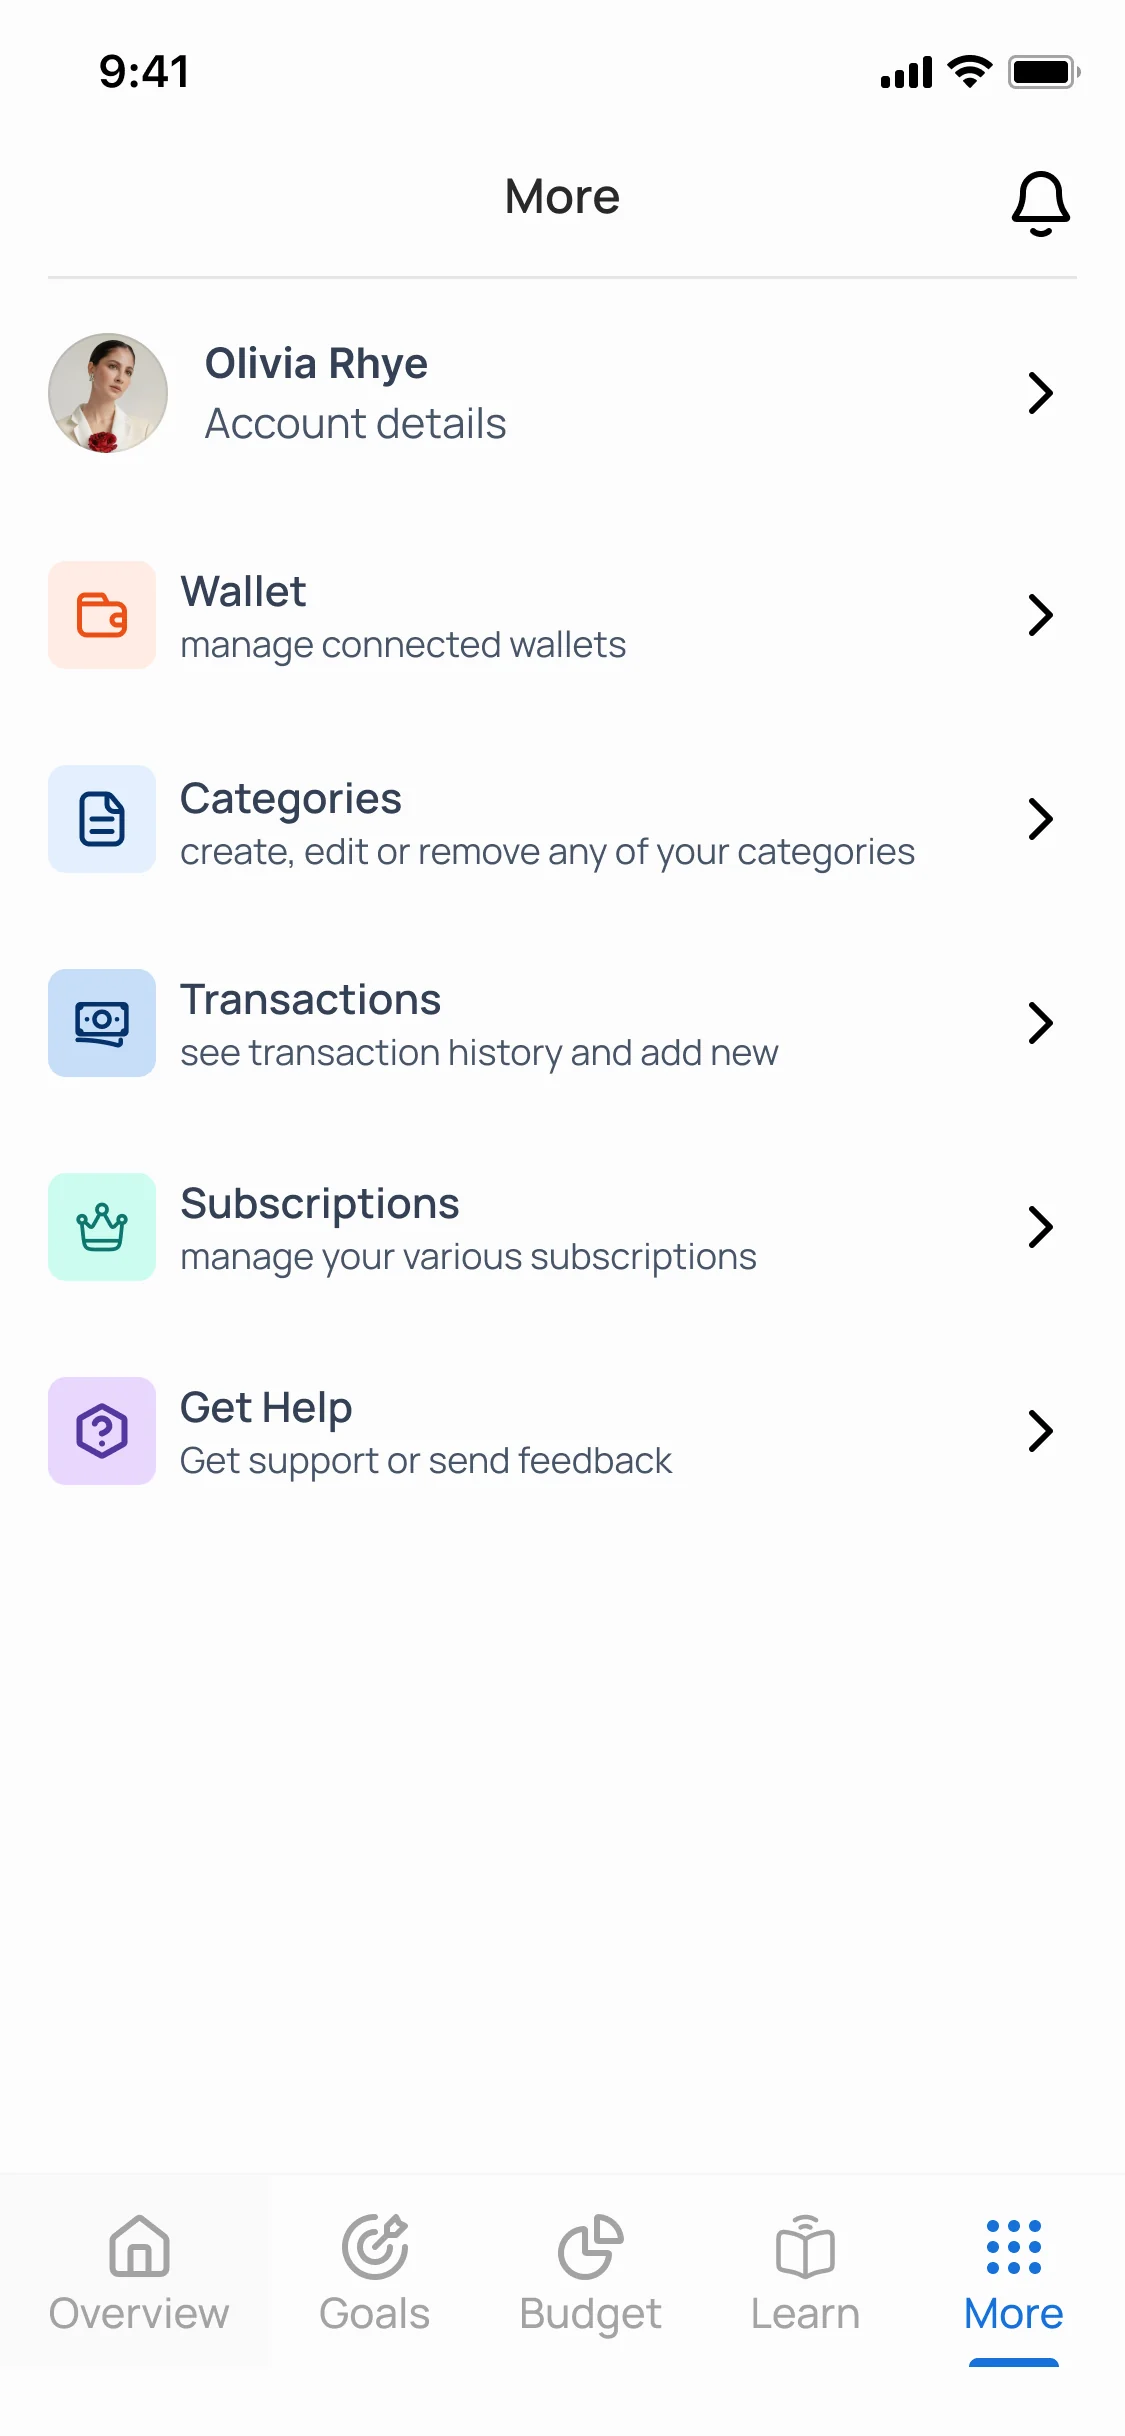 9:41
More
Olivia Rhye
Account details
Wallet
manage connected wallets
Categories
create, edit or remove any of your categories
Transactions
see transaction history and add new
Subscriptions
manage your various subscriptions
Get Help
Get support or send feedback
Overview
Goals
Budget
Learn
More